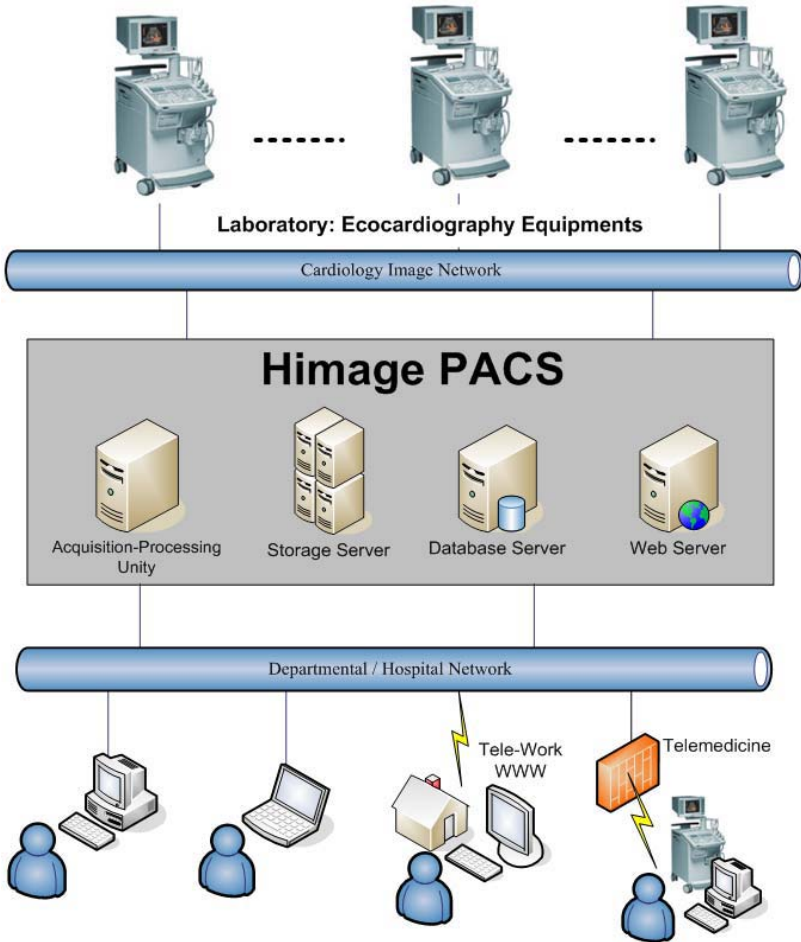 Laboratory: Ecocardiography Equipments
Cardiology Image Network
Himage PACS
Acquisition-Processing
Unity
Storage Server
Database Server
Web Server
Departmental / Hospital Network
Tele-Work
WWW
Telemedicine